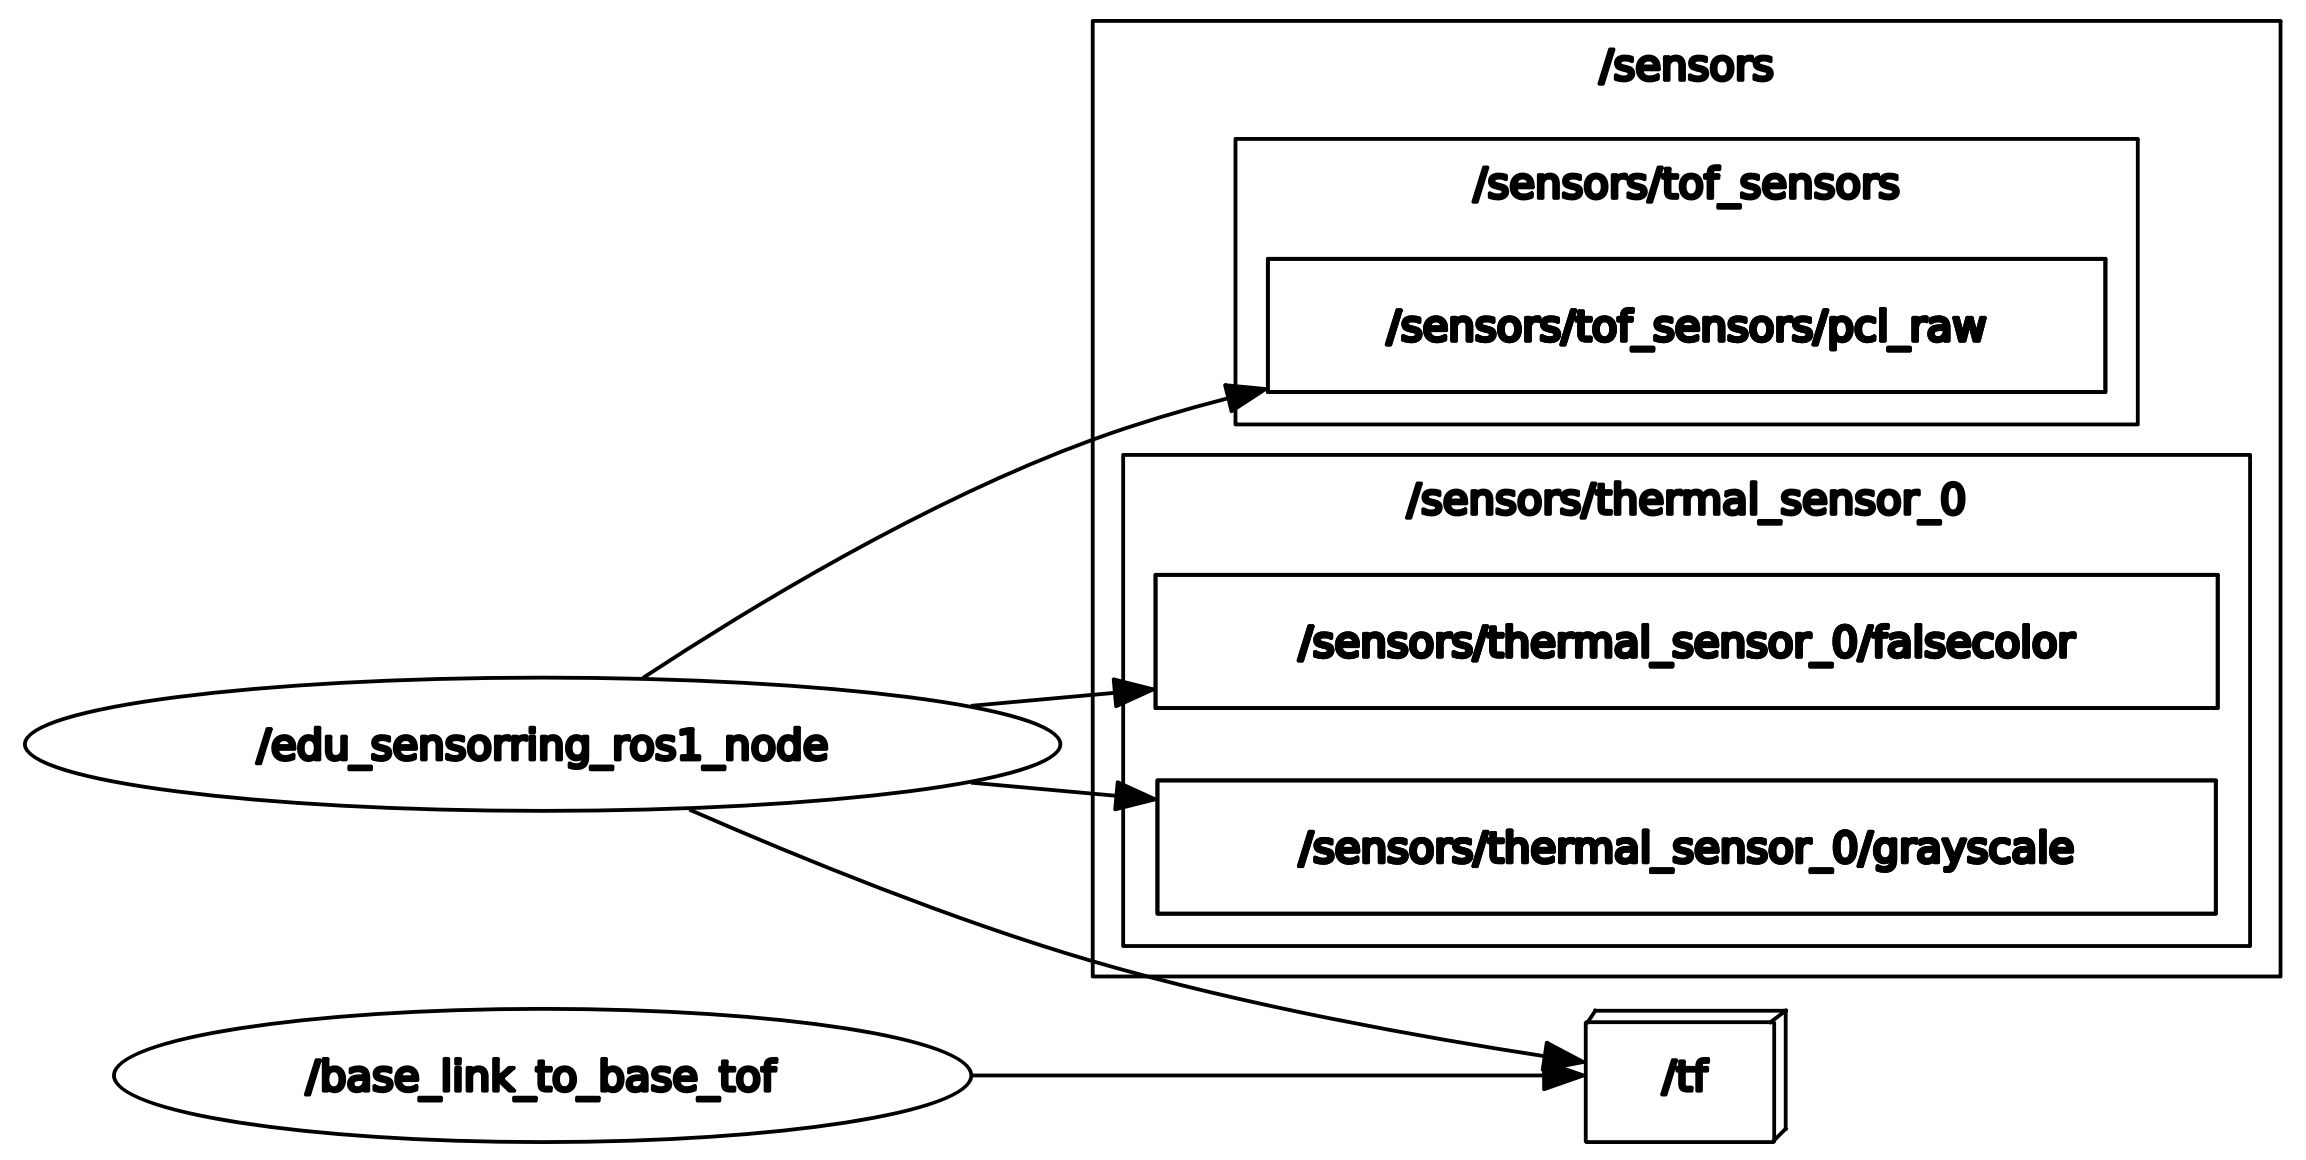 /sensors
/sensors/tof_sensors
/sensors/tof_sensors/pcl_raw
/sensors/thermal_sensor_0
/sensors/thermal_sensor_0/falsecolor
/edu_sensorring_ros1_node
/sensors/thermal_sensor_0/grayscale
/base_link_to_base_tof
/tf